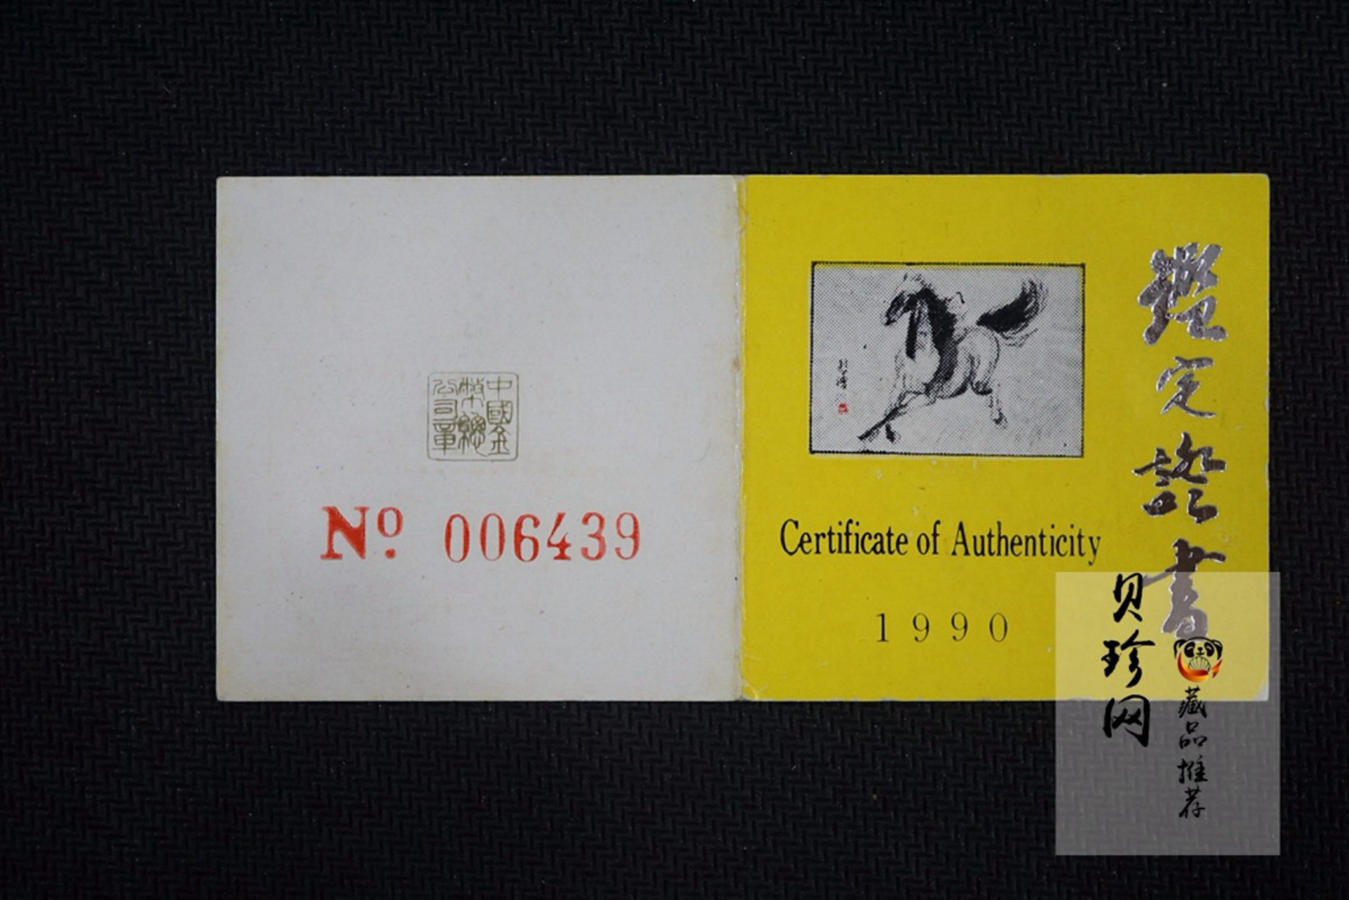 中國金
幣總
公司章
Nº 006439
鑑定證書
Certificate of Authenticity
1990
贝珍网
藏品推荐